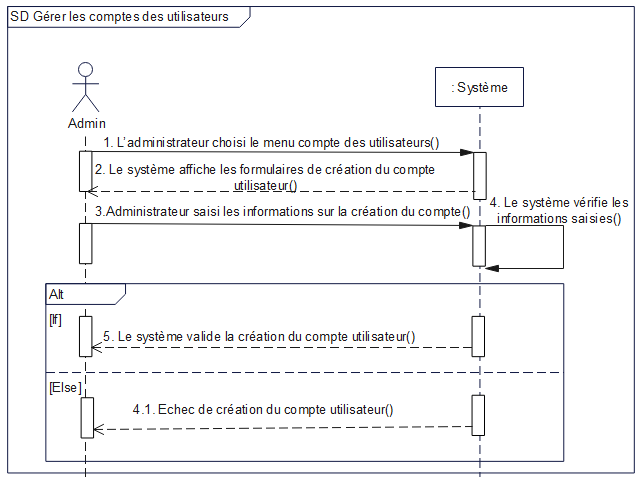 SD Gérer les comptes des utilisateurs
Admin
: Système
1. L'administrateur choisi le menu compte des utilisateurs()
2. Le système affiche les formulaires de création du compte
utilisateur()
3.Administrateur saisi les informations sur la création du compte()
4. Le système vérifie les
informations saisies()
Alt
[If]
5. Le système valide la création du compte utilisateur()
[Else]
4.1. Echec de création du compte utilisateur()